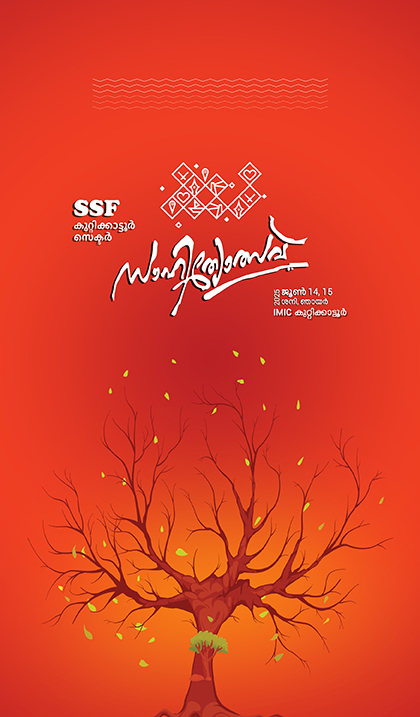 SSF
കുറ്റിക്കാട്ടൂർ
സെക്ടർ
സാഹിത്യോത്സവ്
2025 ജൂൺ 14, 15
ശനി, ഞായർ
IMIC കുറ്റിക്കാട്ടൂർ